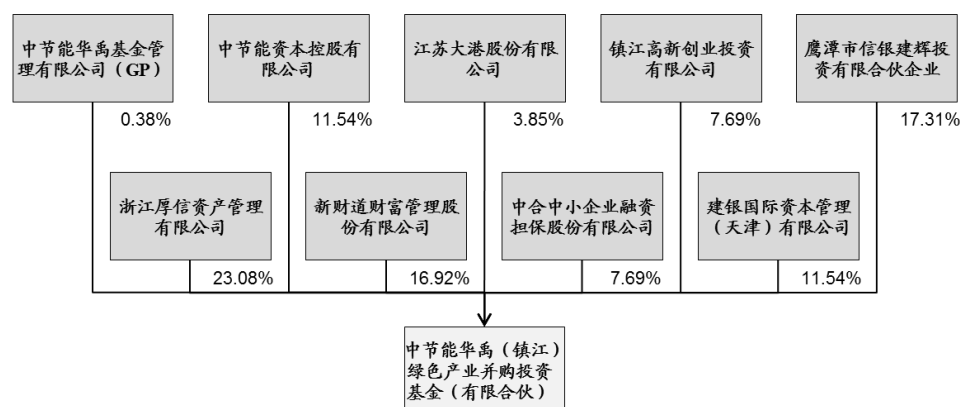 中节能华禹基金管
理有限公司（GP）
中节能资本控股有
限公司
江苏大港股份有限
公司
镇江高新创业投资
有限公司
鹰潭市信银建辉投
资有限合伙企业
0.38%
11.54%
3.85%
7.69%
17.31%
浙江厚信资产管理
有限公司
新财道财富管理股
份有限公司
中合中小企业融资
担保股份有限公司
建银国际资本管理
（天津）有限公司
23.08%
16.92%
7.69%
11.54%
中节能华禹（镇江）
绿色产业并购投资
基金（有限合伙）